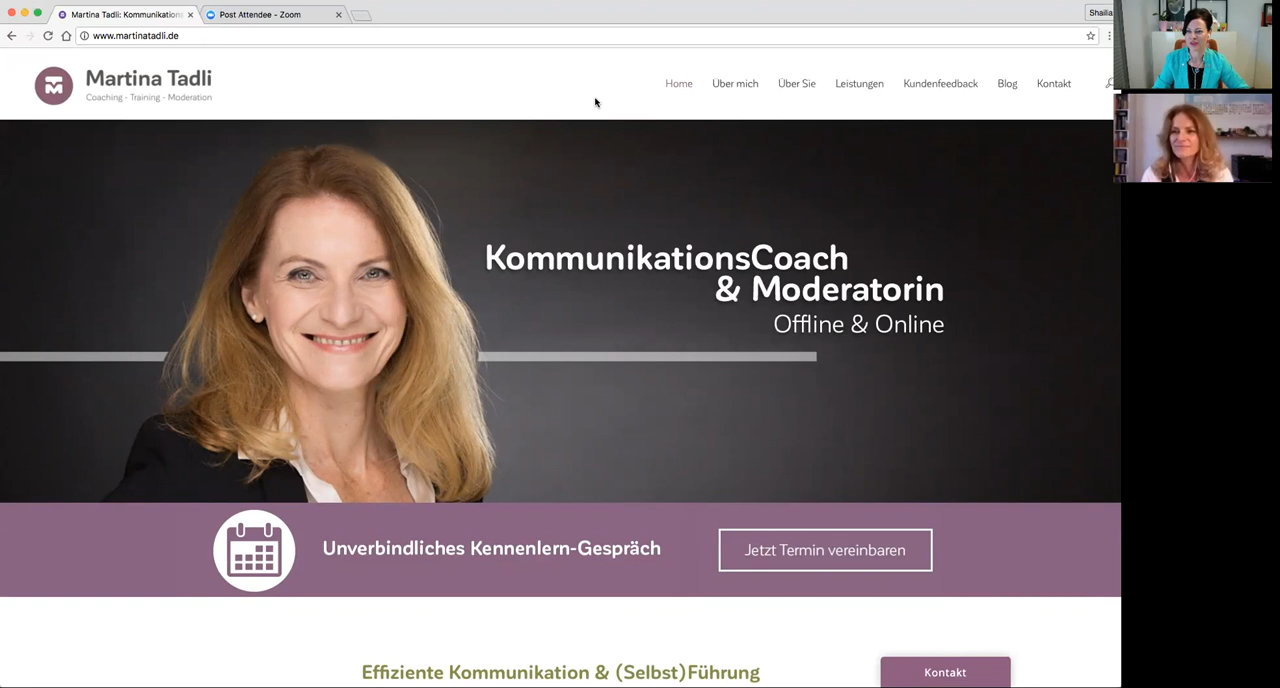 Martina Tadli: Kommunikations
Post Attendee - Zoom
Shailia
www.martinatadli.de
Martina Tadli
Coaching - Training - Moderation
Home
Über mich
Über Sie
Leistungen
Kundenfeedback
Blog
Kontakt
KommunikationsCoach
& Moderatorin
Offline & Online
Unverbindliches Kennenlern-Gespräch
Jetzt Termin vereinbaren
Effiziente Kommunikation & (Selbst)Führung
Kontakt